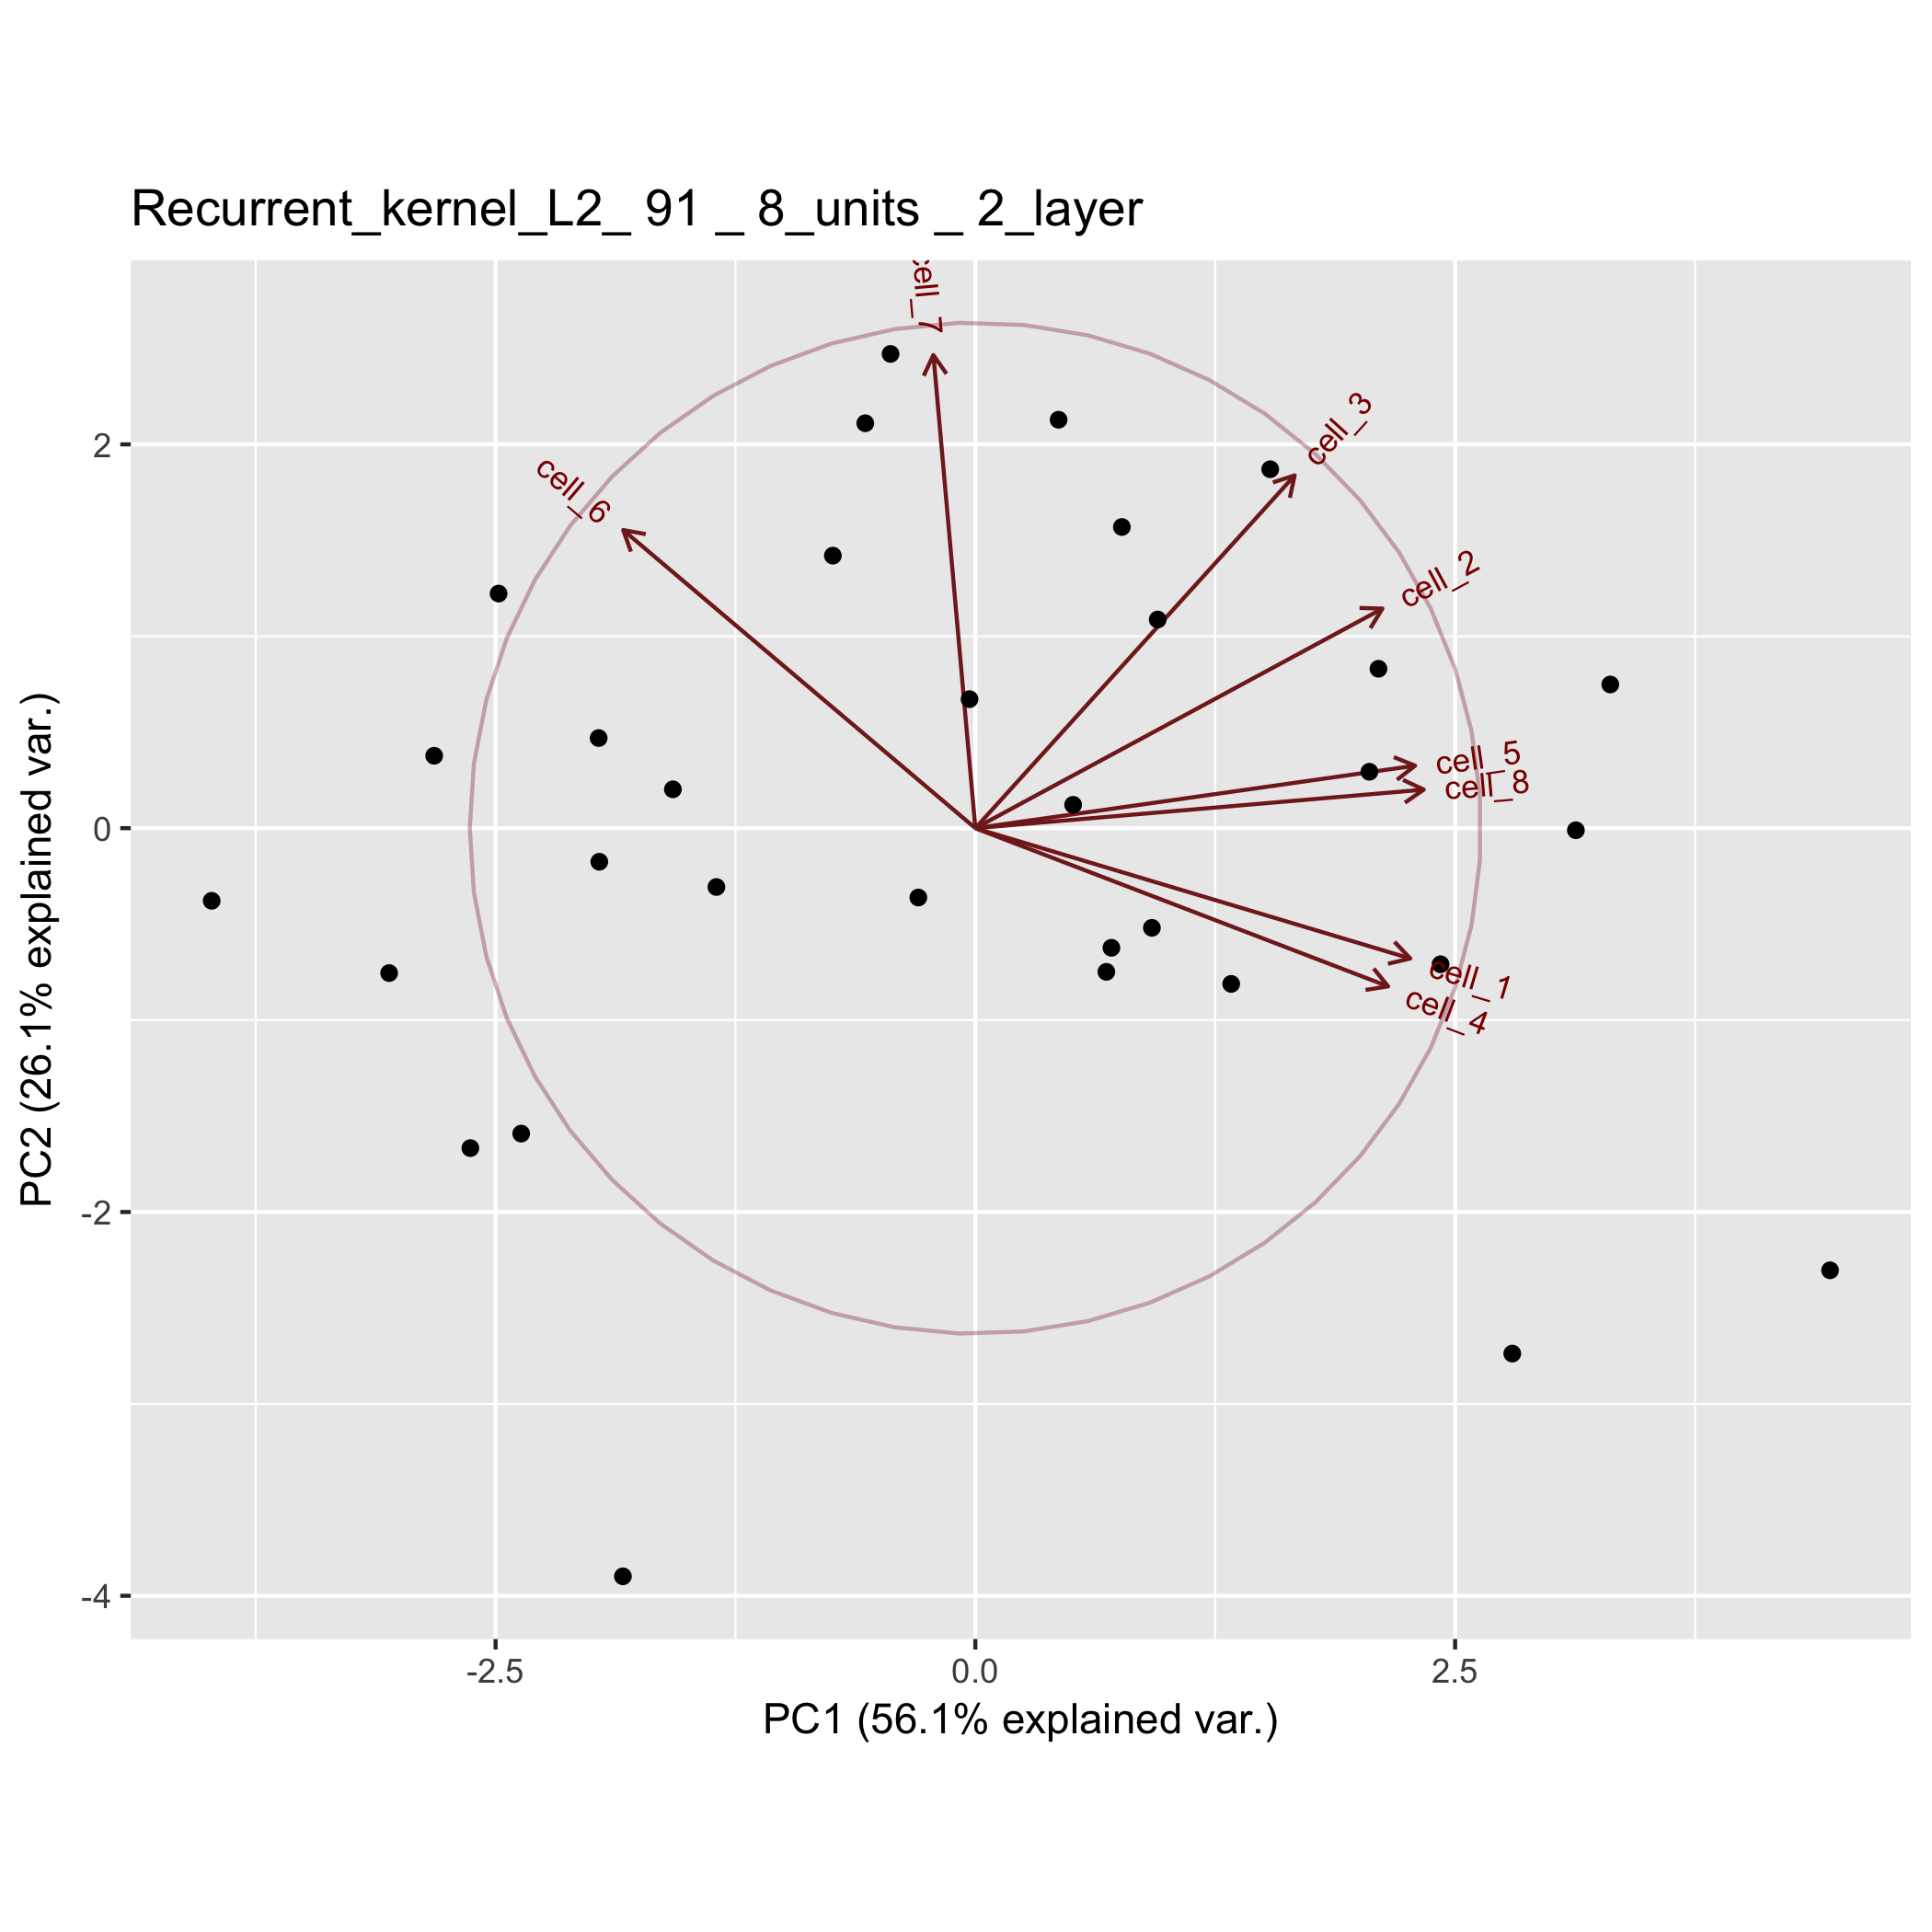 Recurrent_kernel_L2_ 91 _ 8_units _ 2_layer
cell_7
cell_3
cell_6
cell_2
cell_5
cell_8
cell_1
cell_4
2
0
-2
-4
PC2 (26.1% explained var.)
-2.5 0.0 2.5
PC1 (56.1% explained var.)